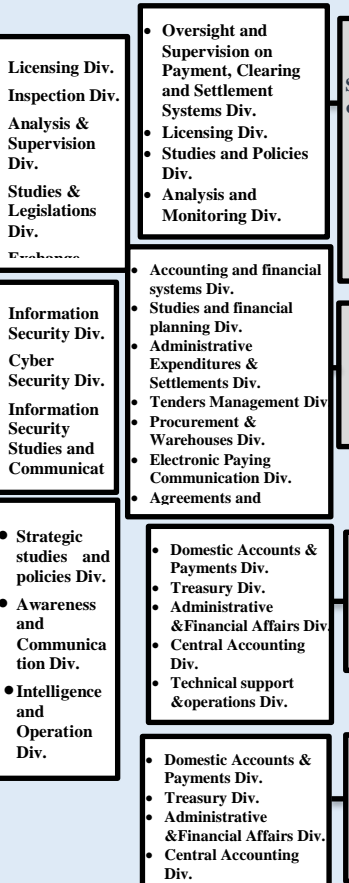 Licensing Div.
Inspection Div.
Analysis &
Supervision
Div.
Studies &
Legislations
Div.
Exchange
Information
Security Div.
Cyber
Security Div.
Information
Security
Studies and
Communicat
• Strategic
studies and
policies Div.
• Awareness
and
Communica
tion Div.
• Intelligence
and
Operation
Div.
• Oversight and
Supervision on
Payment, Clearing
and Settlement
Systems Div.
• Licensing Div.
• Studies and Policies
Div.
• Analysis and
Monitoring Div.
• Accounting and financial
systems Div.
• Studies and financial
planning Div.
• Administrative
Expenditures &
Settlements Div.
• Tenders Management Div
• Procurement &
Warehouses Div.
• Electronic Paying
Communication Div.
• Agreements and
• Domestic Accounts &
Payments Div.
• Treasury Div.
• Administrative
&Financial Affairs Div.
• Central Accounting
Div.
• Technical support
&operations Div.
• Domestic Accounts &
Payments Div.
• Treasury Div.
• Administrative
&Financial Affairs Div.
• Central Accounting
Div.